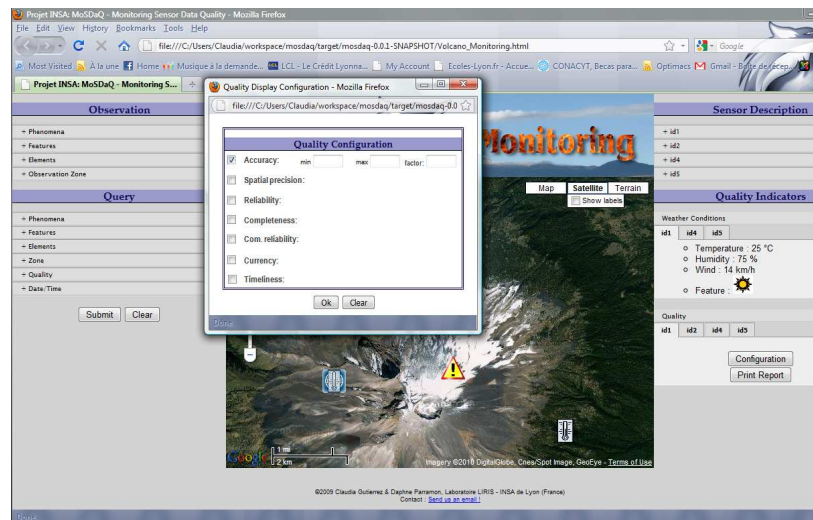 Projet INSA: MoSDaQ - Monitoring Sensor Data Quality - Mozilla Firefox
File Edit View History Bookmarks Tools Help
file:///C:/Users/Claudia/workspace/mosdaq/target/mosdaq-0.0.1-SNAPSHOT/Volcano_Monitoring.html
Google
Most Visited À la une Home Musique à la demande... LCL - Le Crédit Lyonna... My Account Ecoles-Lyon.fr - Accue... CONACYT, Becas para... Optimacs Gmail - Boîte de récep...
Projet INSA: MoSDaQ - Monitoring S...
Observation
+ Phenomena
+ Features
+ Elements
+ Observation Zone
Query
+ Phenomena
+ Features
+ Elements
+ Zone
+ Quality
+ Date/Time
Submit Clear
Quality Display Configuration - Mozilla Firefox
file:///C:/Users/Claudia/workspace/mosdaq/target/mosdaq-0.0
Quality Configuration
Accuracy: min max factor:
Spatial precision:
Reliability:
Completeness:
Com. reliability:
Currency:
Timeliness:
Ok Clear
Done
Monitoring
Map Satellite Terrain
Show labels
Google
1 mi
2 km
Imagery ©2010 DigitalGlobe, Cnes/Spot Image, GeoEye - Terms of Use
Sensor Description
+ id1
+ id2
+ id4
+ id5
Quality Indicators
Weather Conditions
id1 id4 id5
Temperature : 25 °C
Humidity : 75 %
Wind : 14 km/h
Feature :
Quality
id1 id2 id4 id5
Configuration
Print Report
©2009 Claudia Gutierrez & Daphne Parramon, Laboratoire LIRIS - INSA de Lyon (France)
Contact : Send us an email !
Done